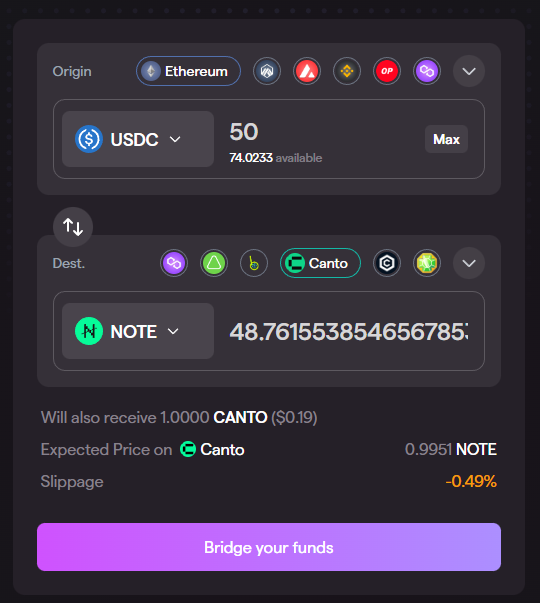 Origin Ethereum OP
USDC 50 Max
74.0233 available
Dest. Canto
NOTE 48.761553854656785
Will also receive 1.0000 CANTO ($0.19)
Expected Price on Canto 0.9951 NOTE
Slippage -0.49%
Bridge your funds